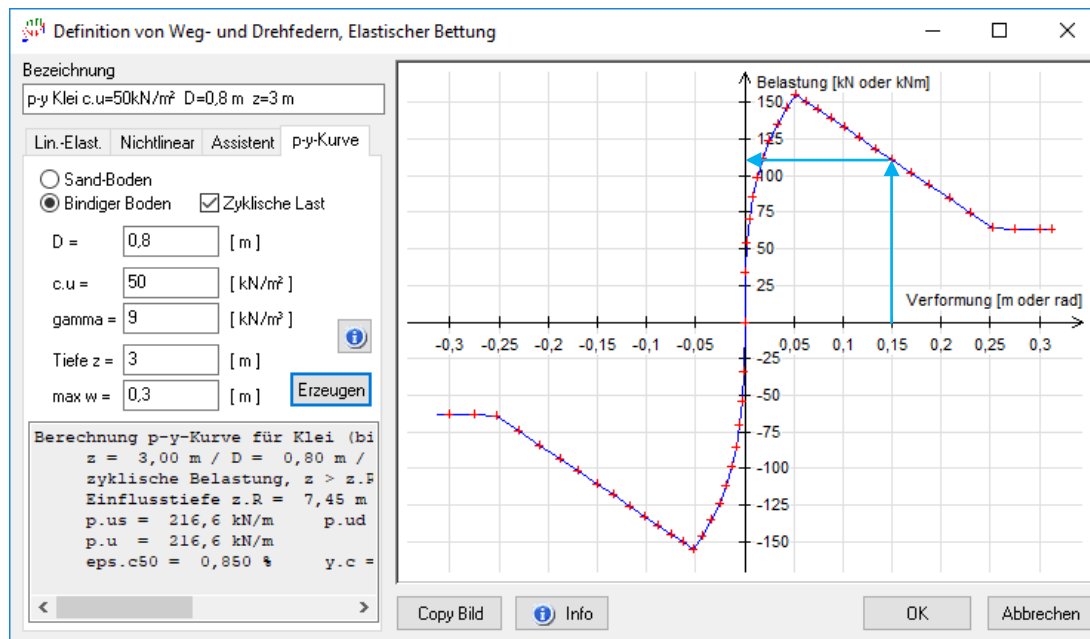 Definition von Weg- und Drehfedern, Elastischer Bettung
Bezeichnung
p-y Klei c.u=50kN/m² D=0,8 m z=3 m
Lin.-Elast. Nichtlinear Assistent p-y-Kurve
Sand-Boden
Bindiger Boden Zyklische Last
D = 0,8 [ m ]
c.u = 50 [ kN/m² ]
gamma = 9 [ kN/m³ ]
Tiefe z = 3 [ m ]
max w = 0,3 [ m ]
Erzeugen
Berechnung p-y-Kurve für Klei (bi
z = 3,00 m / D = 0,80 m /
zyklische Belastung, z > z.R
Einflusstiefe z.R = 7,45 m
p.us = 216,6 kN/m p.ud
p.u = 216,6 kN/m
eps.c50 = 0,850 % y.c =
Belastung [kN oder kNm]
150
125
100
75
50
25
Verformung [m oder rad]
-0,3 -0,25 -0,2 -0,15 -0,1 -0,05 0,05 0,1 0,15 0,2 0,25 0,3
-25
-50
-75
-100
-125
-150
Copy Bild Info OK Abbrechen